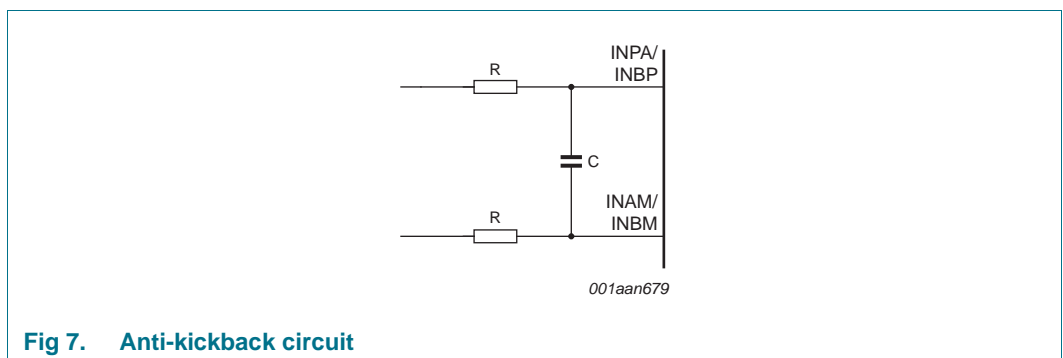 INPA/
INBP
R
C
INAM/
INBM
R
001aan679
Fig 7. Anti-kickback circuit